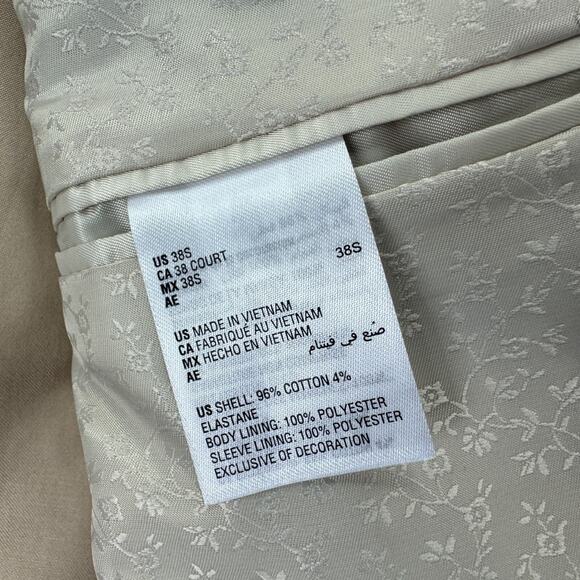 US 38S
CA 38 COURT
MX 38S 38S
AE
US MADE IN VIETNAM
CA FABRIQUÉ AU VIETNAM
MX HECHO EN VIETNAM
AE صُنع في فيتنام
US SHELL: 96% COTTON 4%
ELASTANE
BODY LINING: 100% POLYESTER
SLEEVE LINING: 100% POLYESTER
EXCLUSIVE OF DECORATION